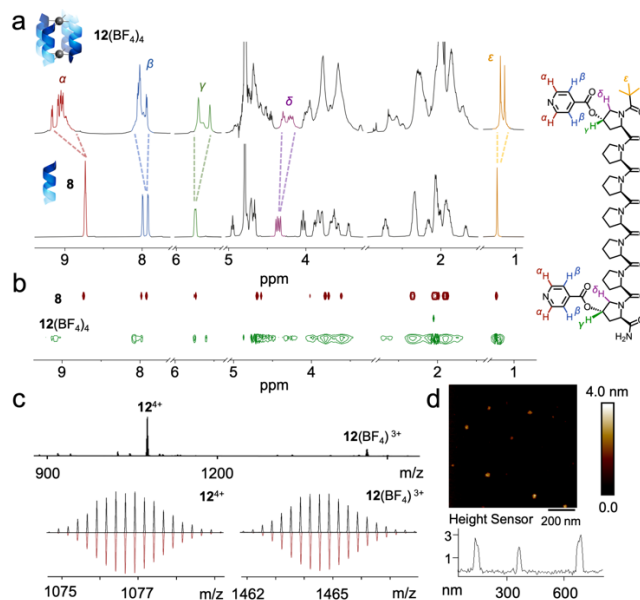 a
12(BF₄)₄
α
β
γ
δ
ε
8
9
8
6
5
4
2
1
ppm
b
8
12(BF₄)₄
9
8
6
5
4
2
1
ppm
c
12⁴⁺
12(BF₄)³⁺
900
1200
m/z
12⁴⁺
12(BF₄)³⁺
1075
1077
m/z
1462
1465
m/z
d
4.0 nm
0.0
200 nm
Height Sensor
3
2
1
nm
300
600
ε
α H H β
N
α H H β
O
O
δ H
N
O
H γ
N
O
N
O
N
O
N
O
N
O
α H H β
N
α H H β
O
O
δ H
N
H γ
O
H₂N